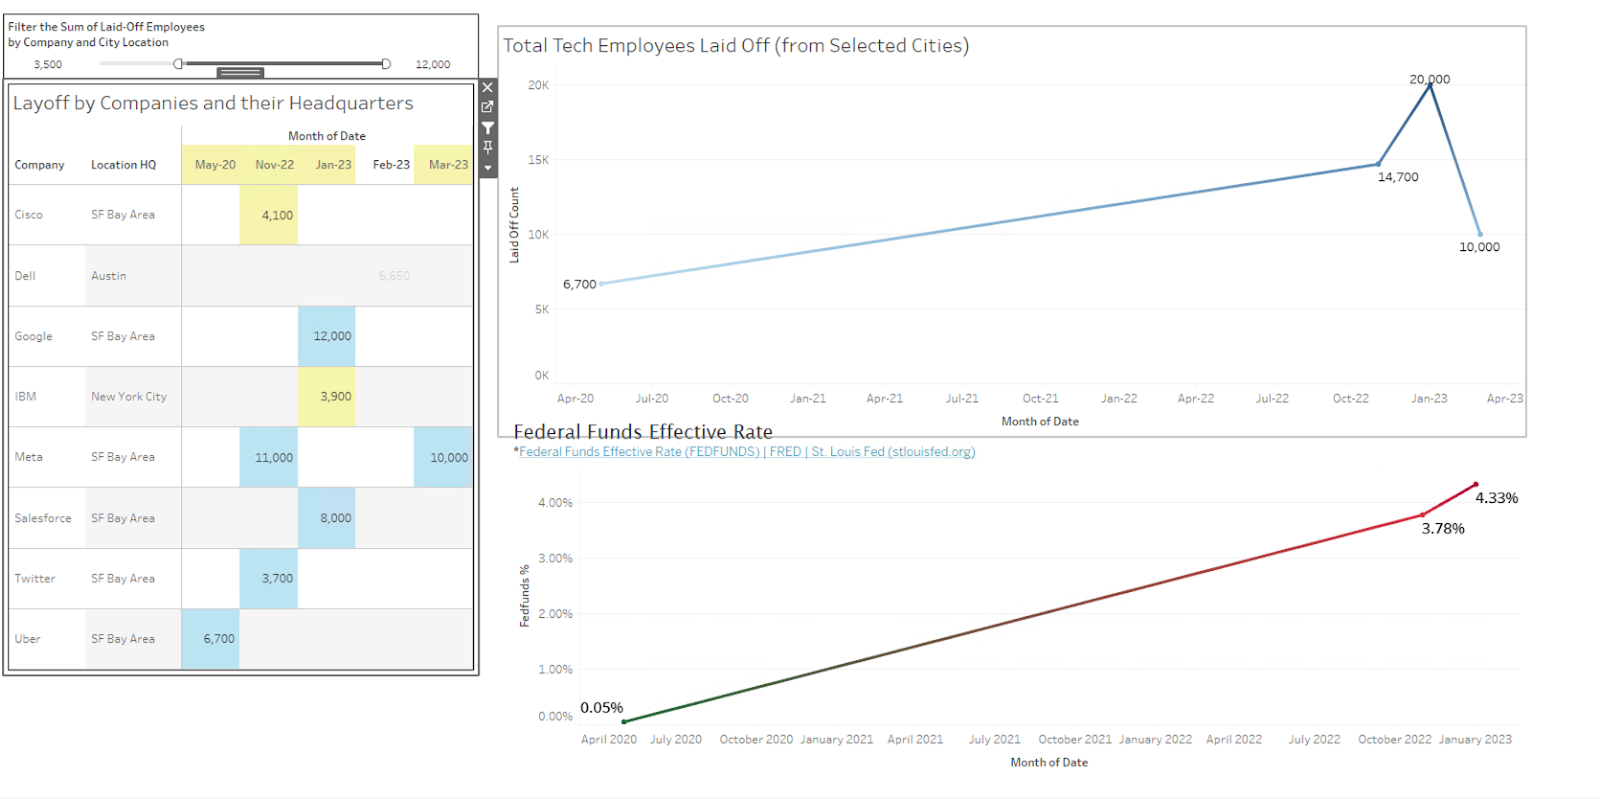 Filter the Sum of Laid-Off Employees
by Company and City Location
3,500 12,000
Layoff by Companies and their Headquarters
Month of Date
Company Location HQ May-20 Nov-22 Jan-23 Feb-23 Mar-23
Cisco SF Bay Area 4,100
Dell Austin 6,650
Google SF Bay Area 12,000
IBM New York City 3,900
Meta SF Bay Area 11,000 10,000
Salesforce SF Bay Area 8,000
Twitter SF Bay Area 3,700
Uber SF Bay Area 6,700
Total Tech Employees Laid Off (from Selected Cities)
Laid Off Count
20K
15K
10K
5K
0K
6,700
14,700
20,000
10,000
Apr-20 Jul-20 Oct-20 Jan-21 Apr-21 Jul-21 Oct-21 Jan-22 Apr-22 Jul-22 Oct-22 Jan-23 Apr-23
Month of Date
Federal Funds Effective Rate
*Federal Funds Effective Rate (FEDFUNDS) | FRED | St. Louis Fed (stlouisfed.org)
Fedfunds %
4.00%
3.00%
2.00%
1.00%
0.00%
0.05%
3.78%
4.33%
April 2020 July 2020 October 2020 January 2021 April 2021 July 2021 October 2021 January 2022 April 2022 July 2022 October 2022 January 2023
Month of Date